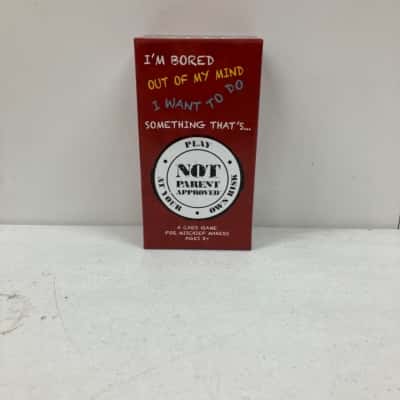 I'M BORED
OUT OF MY MIND
I WANT TO DO
SOMETHING THAT'S...
PLAY
NOT
PARENT
APPROVED
AT YOUR OWN RISK
A CARD GAME
FOR MISCHIEF MAKERS
AGES 8+